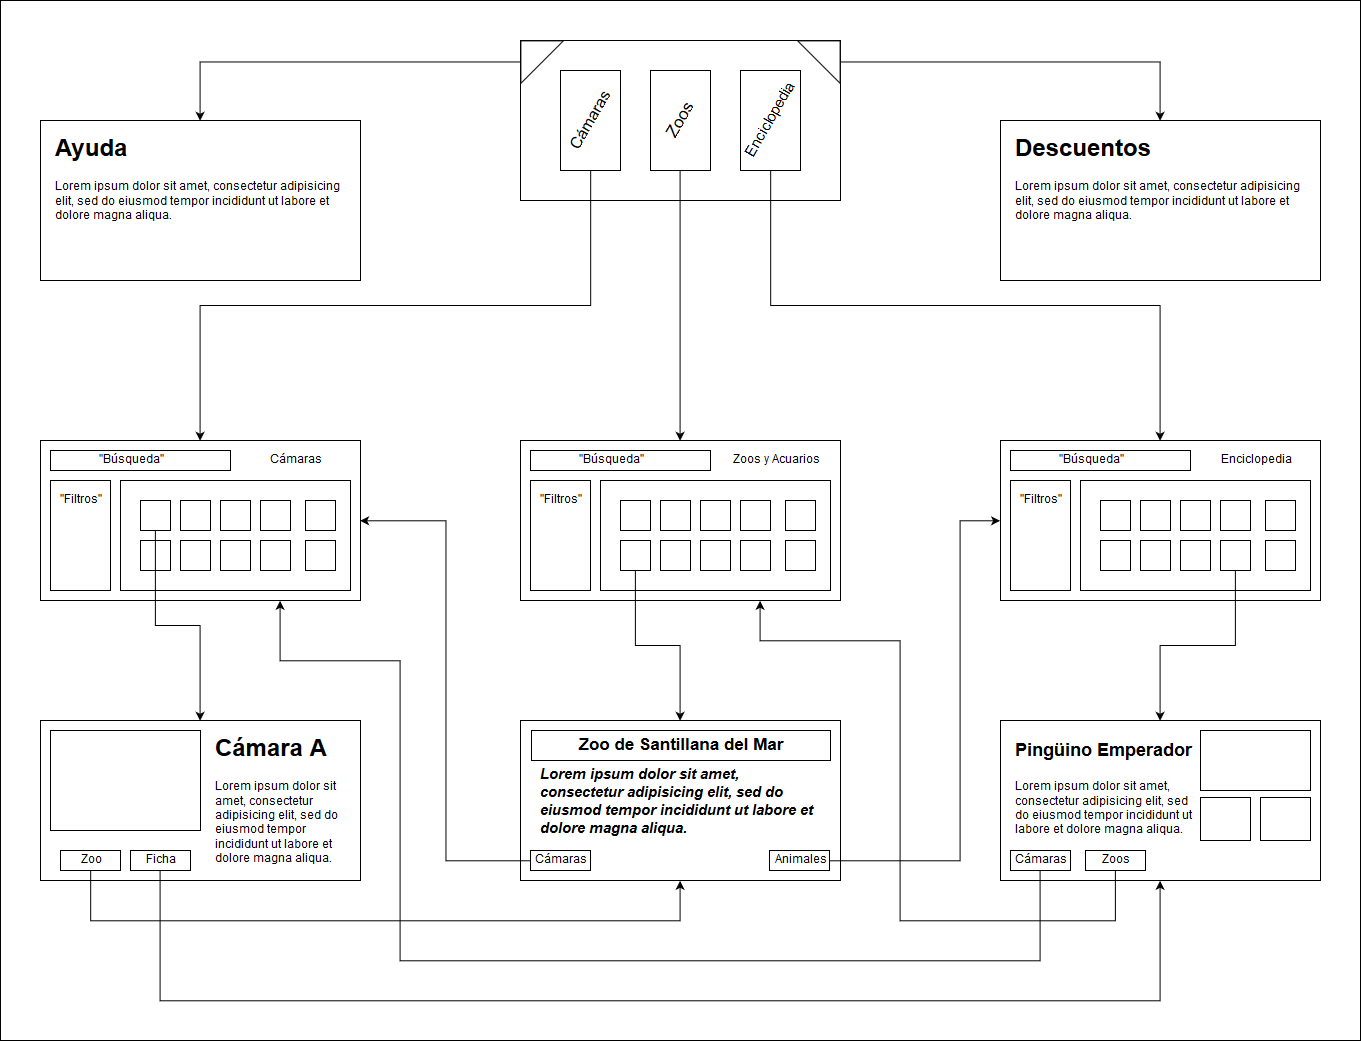 Cámaras
Zoos
Enciclopedia
Ayuda
Lorem ipsum dolor sit amet, consectetur adipisicing
elit, sed do eiusmod tempor incididunt ut labore et
dolore magna aliqua.
Descuentos
Lorem ipsum dolor sit amet, consectetur adipisicing
elit, sed do eiusmod tempor incididunt ut labore et
dolore magna aliqua.
"Búsqueda"
Cámaras
"Filtros"
"Búsqueda"
Zoos y Acuarios
"Filtros"
"Búsqueda"
Enciclopedia
"Filtros"
Cámara A
Lorem ipsum dolor sit
amet, consectetur
adipisicing elit, sed do
eiusmod tempor
incididunt ut labore et
dolore magna aliqua.
Zoo
Ficha
Zoo de Santillana del Mar
Lorem ipsum dolor sit amet,
consectetur adipisicing elit, sed do
eiusmod tempor incididunt ut labore et
dolore magna aliqua.
Cámaras
Animales
Pingüino Emperador
Lorem ipsum dolor sit amet,
consectetur adipisicing elit, sed
do eiusmod tempor incididunt ut
labore et dolore magna aliqua.
Cámaras
Zoos